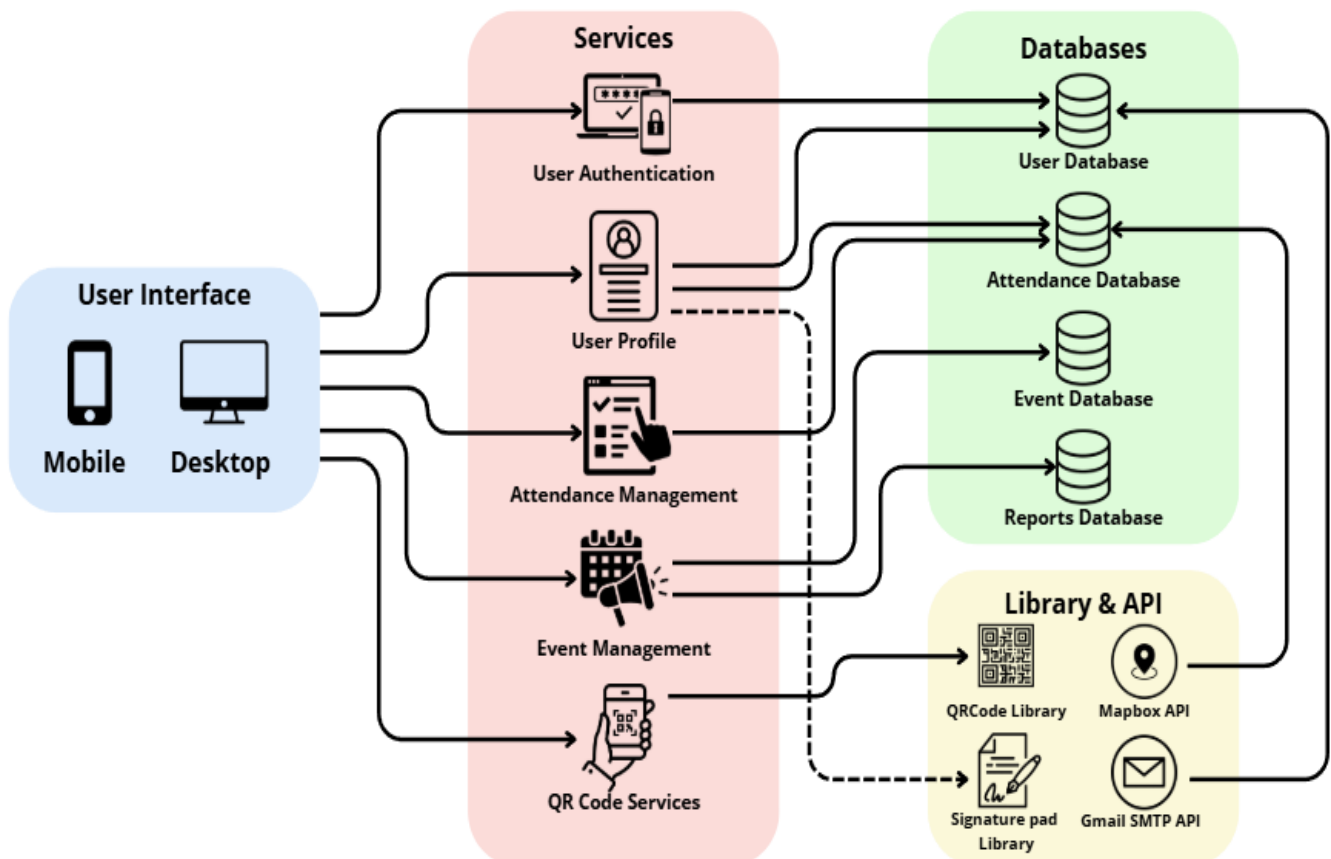 Services
User Authentication
User Profile
Attendance Management
Event Management
QR Code Services
User Interface
Mobile
Desktop
Databases
User Database
Attendance Database
Event Database
Reports Database
Library & API
QRCode Library
Mapbox API
Signature pad
Library
Gmail SMTP API